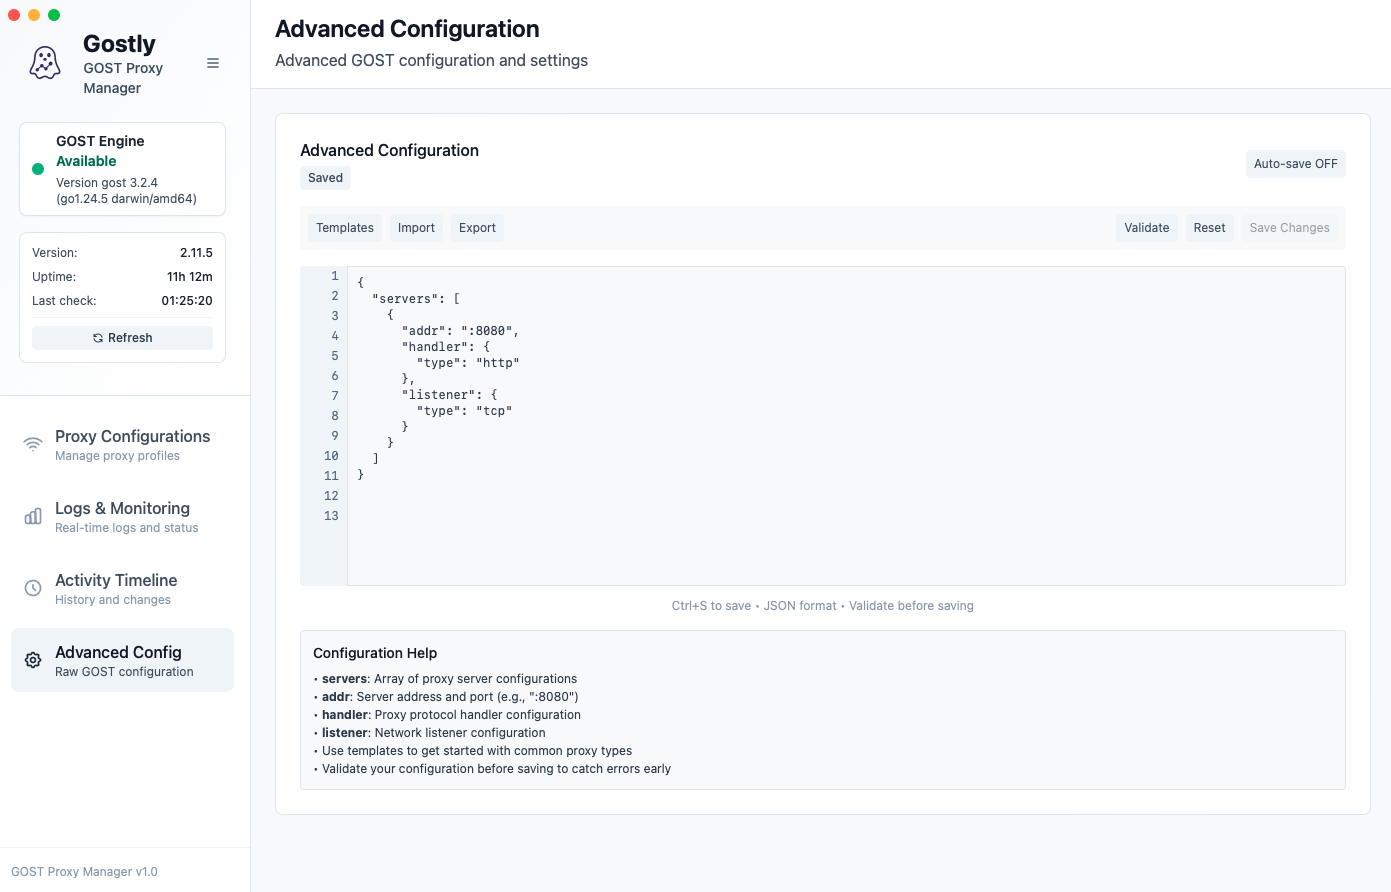 Gostly
GOST Proxy
Manager
GOST Engine
Available
Version gost 3.2.4
(go1.24.5 darwin/amd64)
Version: 2.11.5
Uptime: 11h 12m
Last check: 01:25:20
Refresh
Proxy Configurations
Manage proxy profiles
Logs & Monitoring
Real-time logs and status
Activity Timeline
History and changes
Advanced Config
Raw GOST configuration
GOST Proxy Manager v1.0
Advanced Configuration
Advanced GOST configuration and settings
Advanced Configuration
Saved
Auto-save OFF
Templates Import Export Validate Reset Save Changes
1
2
3
4
5
6
7
8
9
10
11
12
13
{
  "servers": [
    {
      "addr": ":8080",
      "handler": {
        "type": "http"
      },
      "listener": {
        "type": "tcp"
      }
    }
  ]
}
Ctrl+S to save • JSON format • Validate before saving
Configuration Help
• servers: Array of proxy server configurations
• addr: Server address and port (e.g., ":8080")
• handler: Proxy protocol handler configuration
• listener: Network listener configuration
• Use templates to get started with common proxy types
• Validate your configuration before saving to catch errors early